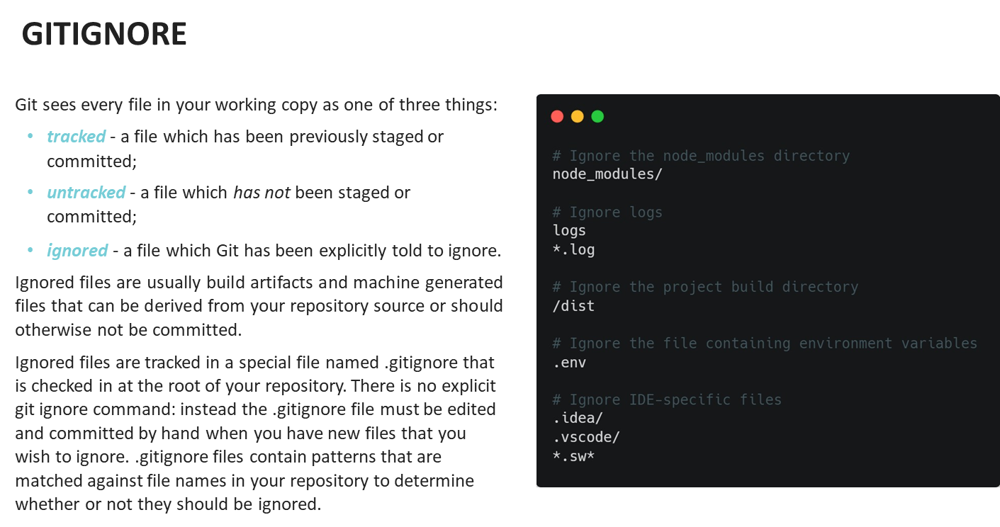 GITIGNORE
Git sees every file in your working copy as one of three things:
• tracked - a file which has been previously staged or
committed;
• untracked - a file which has not been staged or
committed;
• ignored - a file which Git has been explicitly told to ignore.
Ignored files are usually build artifacts and machine generated
files that can be derived from your repository source or should
otherwise not be committed.
Ignored files are tracked in a special file named .gitignore that
is checked in at the root of your repository. There is no explicit
git ignore command: instead the .gitignore file must be edited
and committed by hand when you have new files that you
wish to ignore. .gitignore files contain patterns that are
matched against file names in your repository to determine
whether or not they should be ignored.
# Ignore the node_modules directory
node_modules/
# Ignore logs
logs
*.log
# Ignore the project build directory
/dist
# Ignore the file containing environment variables
.env
# Ignore IDE-specific files
.idea/
.vscode/
*.sw*